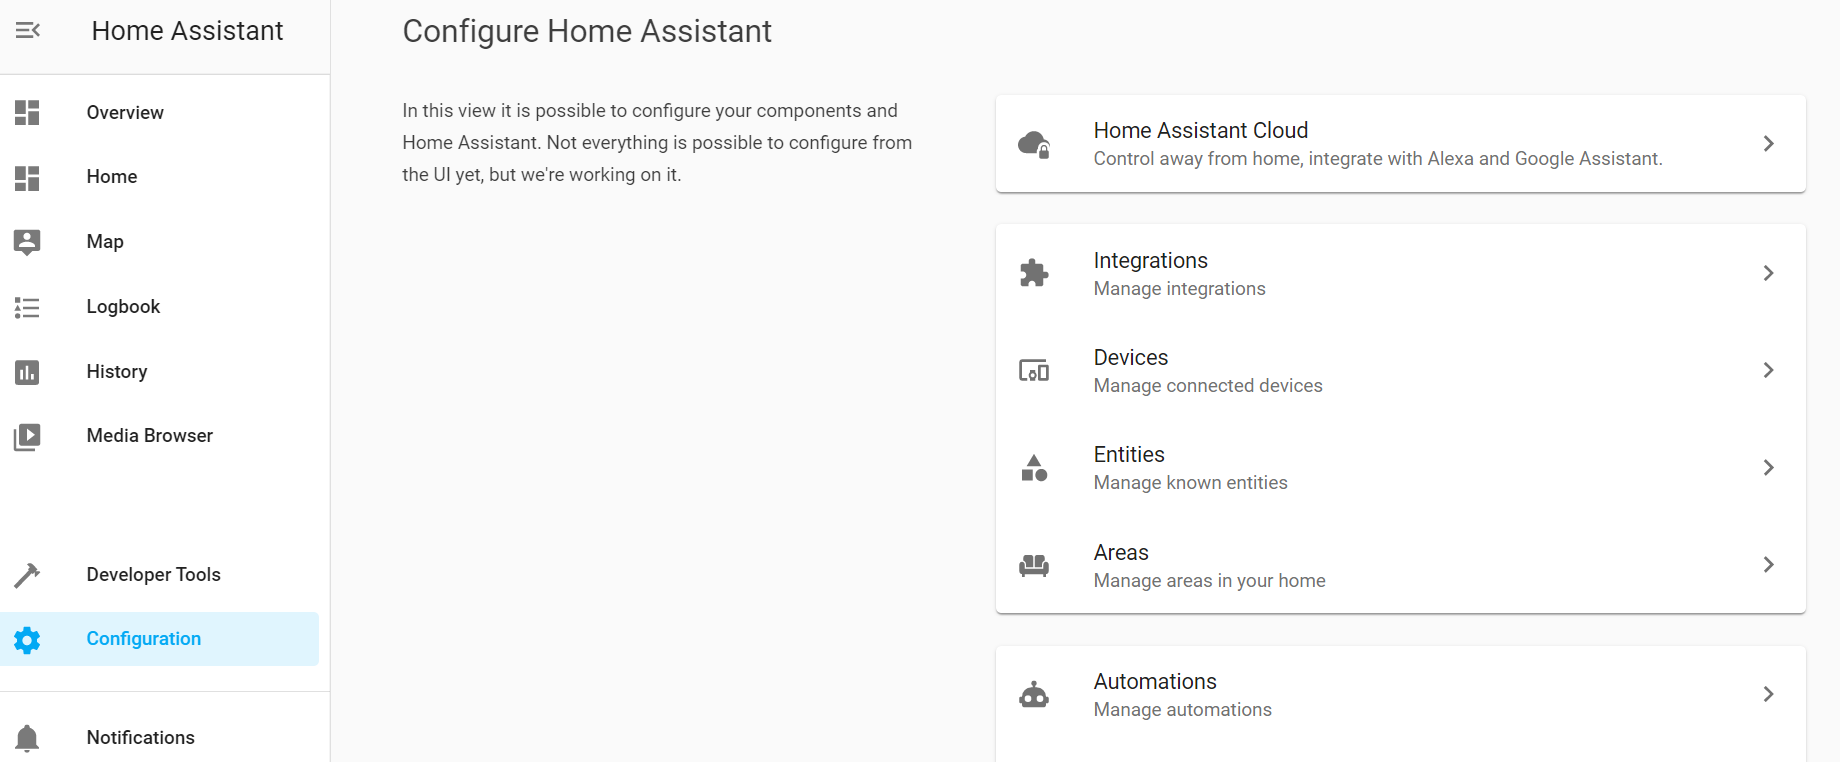 Home Assistant
Overview
Home
Map
Logbook
History
Media Browser
Developer Tools
Configuration
Notifications
Configure Home Assistant
In this view it is possible to configure your components and
Home Assistant. Not everything is possible to configure from
the UI yet, but we're working on it.
Home Assistant Cloud
Control away from home, integrate with Alexa and Google Assistant.
Integrations
Manage integrations
Devices
Manage connected devices
Entities
Manage known entities
Areas
Manage areas in your home
Automations
Manage automations